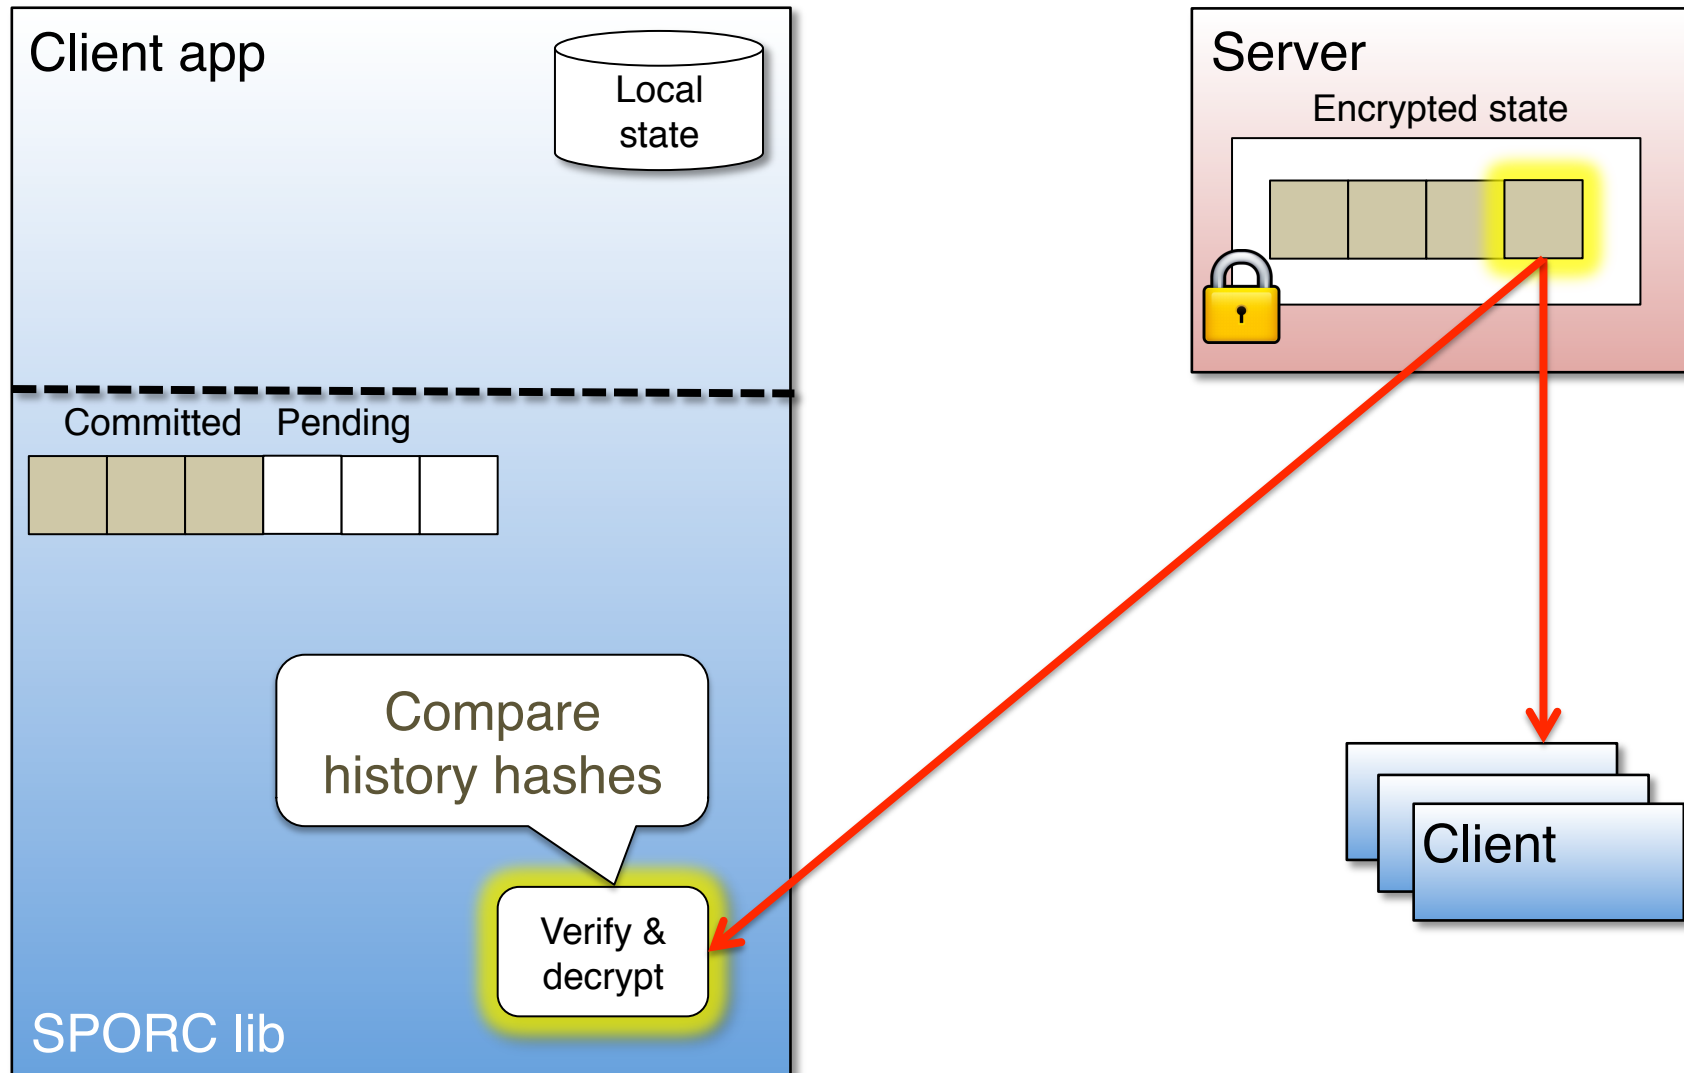 Client app
Local
state
Server
Encrypted state
Committed
Pending
Compare
history hashes
Verify &
decrypt
SPORC lib
Client